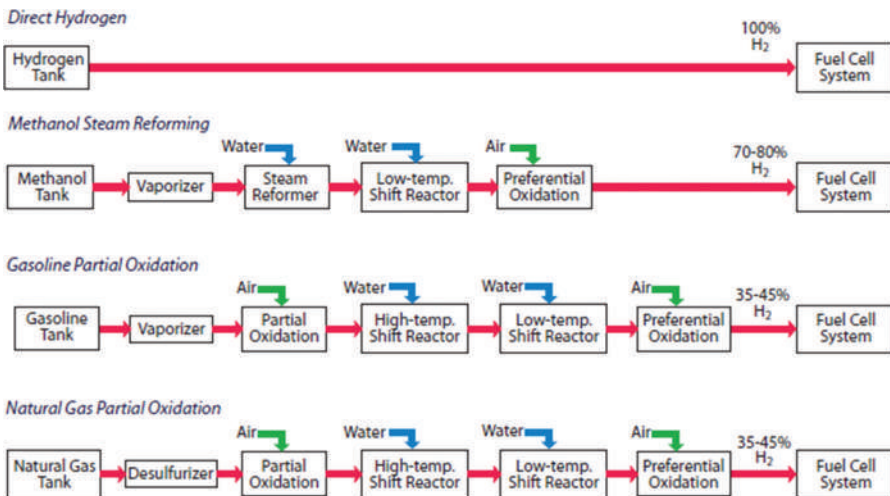 Direct Hydrogen
100%
H2
Hydrogen
Tank
Fuel Cell
System
Methanol Steam Reforming
Water
Water
Air
70-80%
H2
Methanol
Tank
Vaporizer
Steam
Reformer
Low-temp.
Shift Reactor
Preferential
Oxidation
Fuel Cell
System
Gasoline Partial Oxidation
Air
Water
Water
Air
35-45%
H2
Gasoline
Tank
Vaporizer
Partial
Oxidation
High-temp.
Shift Reactor
Low-temp.
Shift Reactor
Preferential
Oxidation
Fuel Cell
System
Natural Gas Partial Oxidation
Air
Water
Water
Air
35-45%
H2
Natural Gas
Tank
Desulfurizer
Partial
Oxidation
High-temp.
Shift Reactor
Low-temp.
Shift Reactor
Preferential
Oxidation
Fuel Cell
System